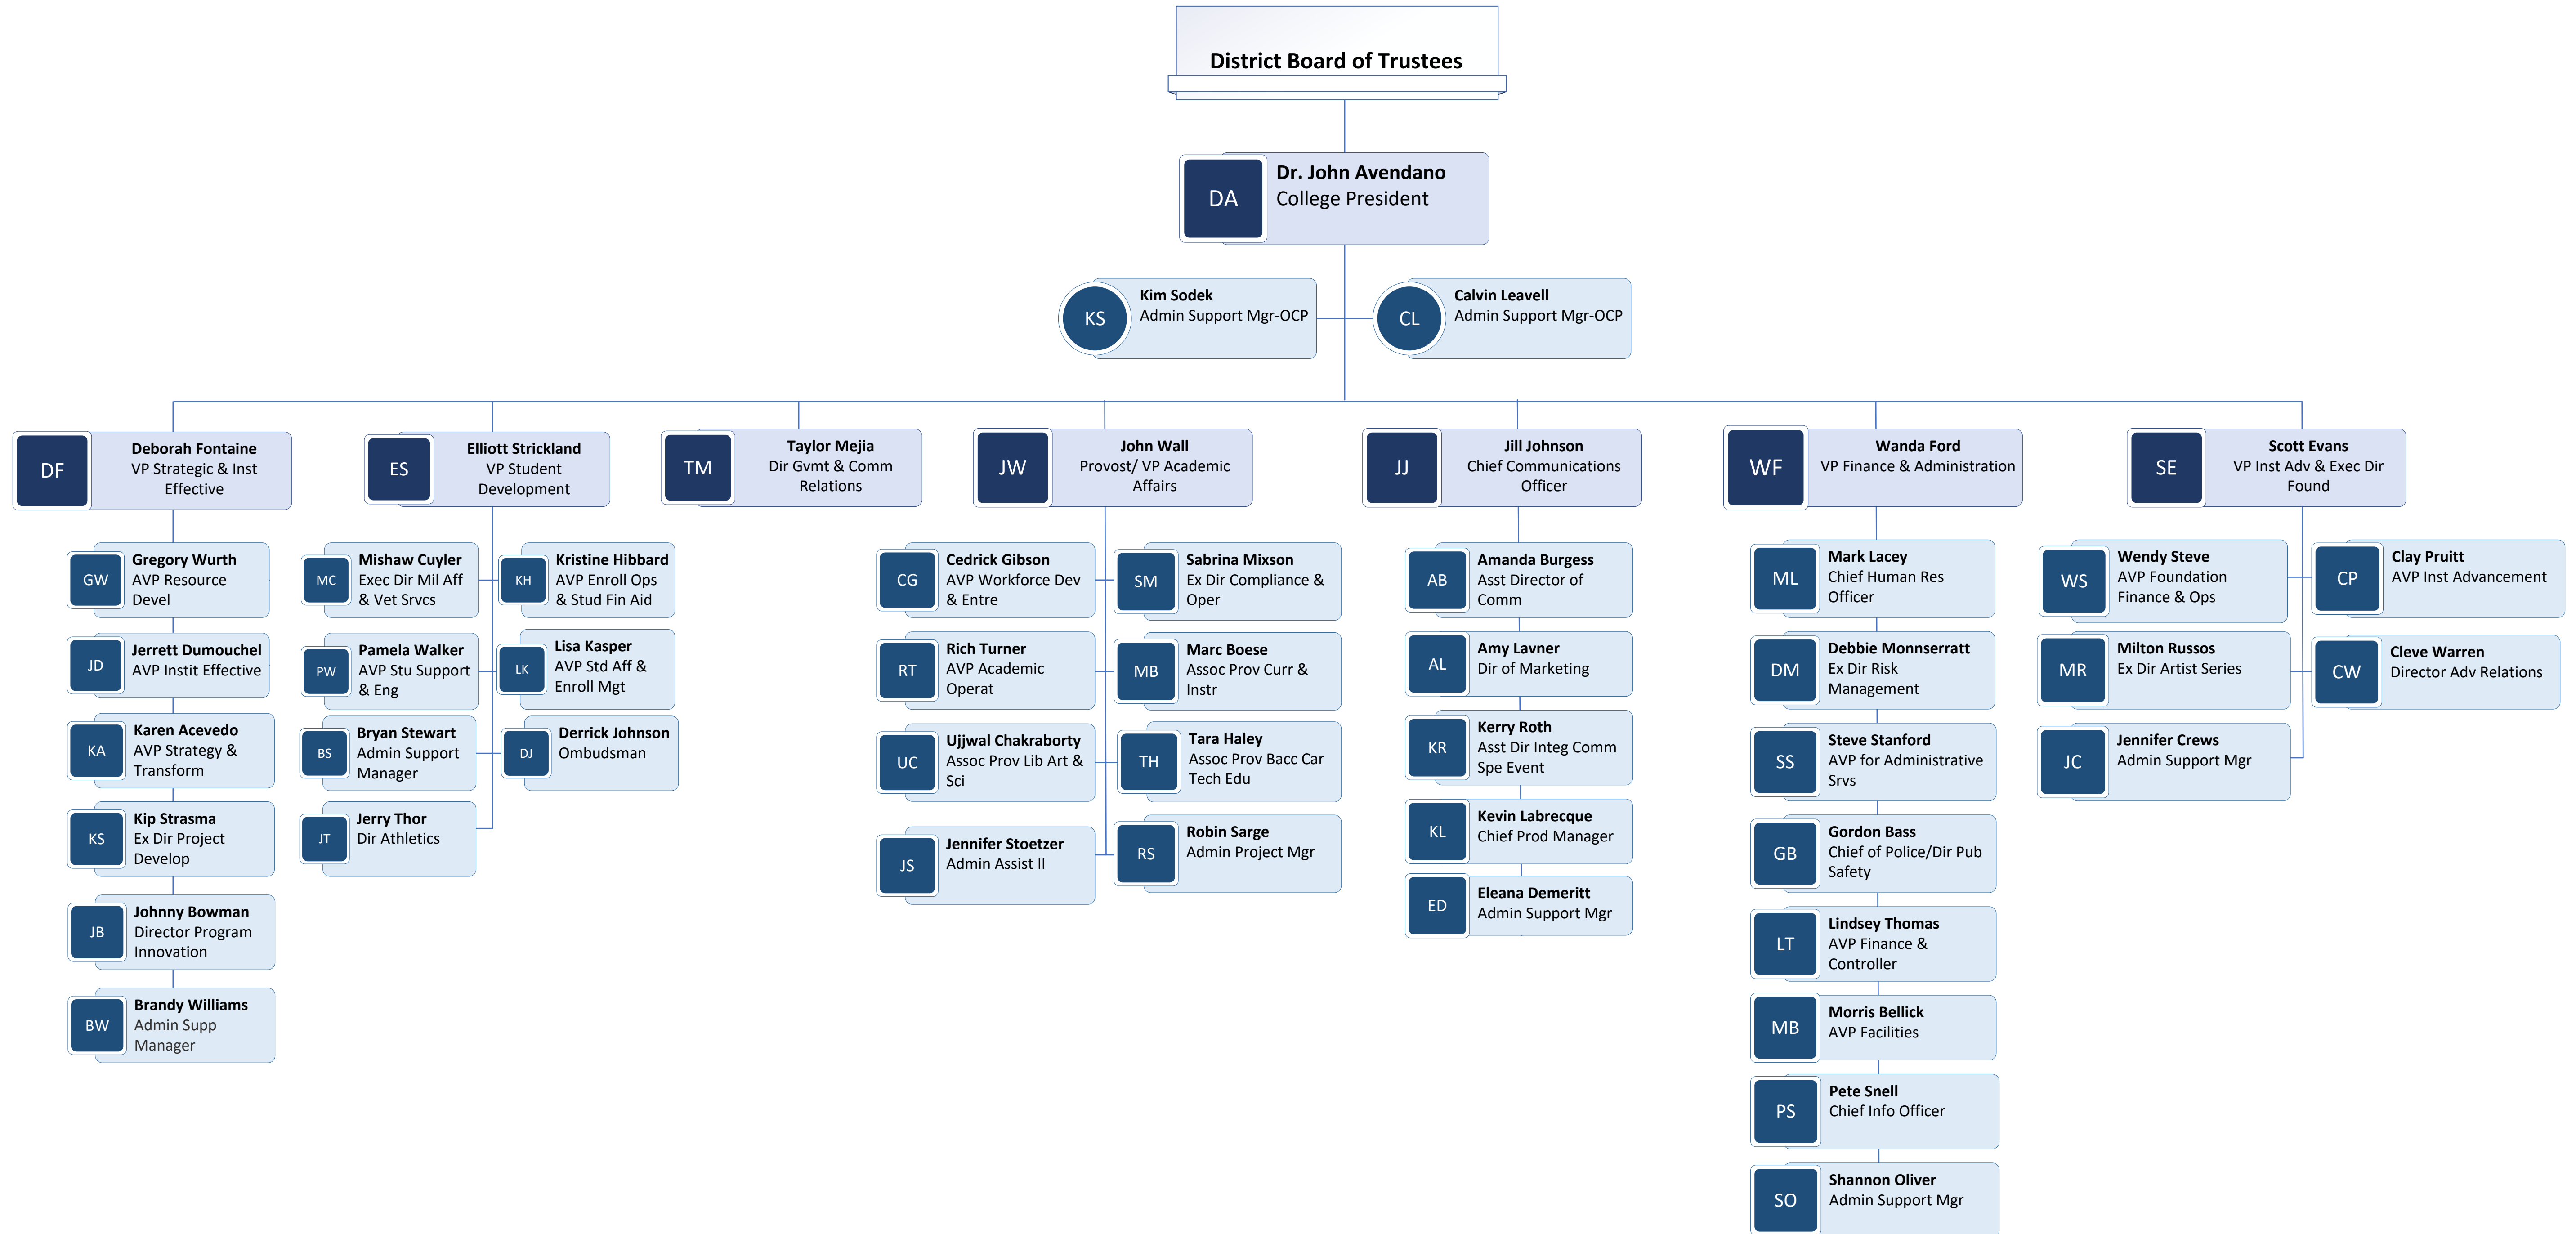 District Board of Trustees
DA
Dr. John Avendano
College President
KS
Kim Sodek
Admin Support Mgr-OCP
CL
Calvin Leavell
Admin Support Mgr-OCP
DF
Deborah Fontaine
VP Strategic & Inst
Effective
ES
Elliott Strickland
VP Student
Development
TM
Taylor Mejia
Dir Gvmt & Comm
Relations
JW
John Wall
Provost/ VP Academic
Affairs
JJ
Jill Johnson
Chief Communications
Officer
WF
Wanda Ford
VP Finance & Administration
SE
Scott Evans
VP Inst Adv & Exec Dir
Found
GW
Gregory Wurth
AVP Resource
Devel
JD
Jerrett Dumouchel
AVP Instit Effective
KA
Karen Acevedo
AVP Strategy &
Transform
KS
Kip Strasma
Ex Dir Project
Develop
JB
Johnny Bowman
Director Program
Innovation
BW
Brandy Williams
Admin Supp
Manager
MC
Mishaw Cuyler
Exec Dir Mil Aff
& Vet Srvcs
KH
Kristine Hibbard
AVP Enroll Ops
& Stud Fin Aid
PW
Pamela Walker
AVP Stu Support
& Eng
LK
Lisa Kasper
AVP Std Aff &
Enroll Mgt
BS
Bryan Stewart
Admin Support
Manager
DJ
Derrick Johnson
Ombudsman
JT
Jerry Thor
Dir Athletics
CG
Cedrick Gibson
AVP Workforce Dev
& Entre
SM
Sabrina Mixson
Ex Dir Compliance &
Oper
RT
Rich Turner
AVP Academic
Operat
MB
Marc Boese
Assoc Prov Curr &
Instr
UC
Ujjwal Chakraborty
Assoc Prov Lib Art &
Sci
TH
Tara Haley
Assoc Prov Bacc Car
Tech Edu
JS
Jennifer Stoetzer
Admin Assist II
RS
Robin Sarge
Admin Project Mgr
AB
Amanda Burgess
Asst Director of
Comm
AL
Amy Lavner
Dir of Marketing
KR
Kerry Roth
Asst Dir Integ Comm
Spe Event
KL
Kevin Labrecque
Chief Prod Manager
ED
Eleana Demeritt
Admin Support Mgr
ML
Mark Lacey
Chief Human Res
Officer
DM
Debbie Monnserratt
Ex Dir Risk
Management
SS
Steve Stanford
AVP for Administrative
Srvs
GB
Gordon Bass
Chief of Police/Dir Pub
Safety
LT
Lindsey Thomas
AVP Finance &
Controller
MB
Morris Bellick
AVP Facilities
PS
Pete Snell
Chief Info Officer
SO
Shannon Oliver
Admin Support Mgr
WS
Wendy Steve
AVP Foundation
Finance & Ops
CP
Clay Pruitt
AVP Inst Advancement
MR
Milton Russos
Ex Dir Artist Series
CW
Cleve Warren
Director Adv Relations
JC
Jennifer Crews
Admin Support Mgr